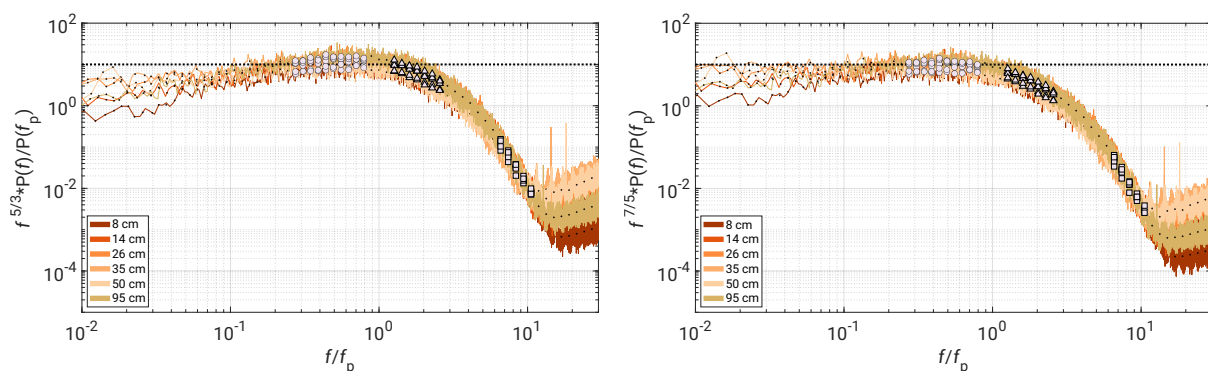 10^2
10^0
10^-2
10^-4
f^5/3*P(f)/P(f_p)
8 cm
14 cm
26 cm
35 cm
50 cm
95 cm
10^-2 10^-1 10^0 10^1
f/f_p
10^2
10^0
10^-2
10^-4
f^7/5*P(f)/P(f_p)
8 cm
14 cm
26 cm
35 cm
50 cm
95 cm
10^-2 10^-1 10^0 10^1
f/f_p